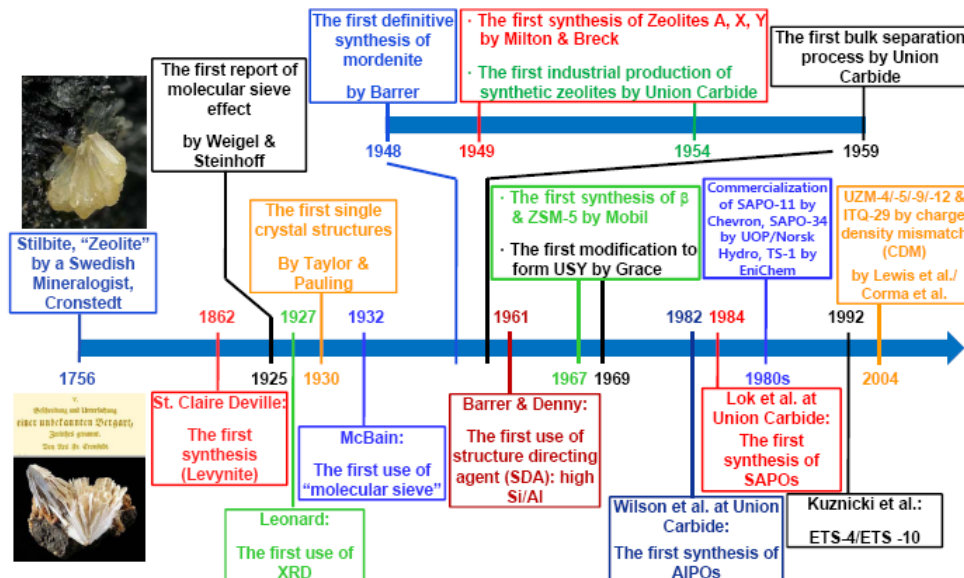 The first definitive
synthesis of
mordenite
by Barrer
· The first synthesis of Zeolites A, X, Y
by Milton & Breck
· The first industrial production of
synthetic zeolites by Union Carbide
The first bulk separation
process by Union
Carbide
The first report of
molecular sieve
effect
by Weigel &
Steinhoff
1948
1949
1954
1959
Stilbite, “Zeolite”
by a Swedish
Mineralogist,
Cronstedt
The first single
crystal structures
By Taylor &
Pauling
· The first synthesis of β
& ZSM-5 by Mobil
· The first modification to
form USY by Grace
Commercialization
of SAPO-11 by
Chevron, SAPO-34
by UOP/Norsk
Hydro, TS-1 by
EniChem
UZM-4/-5/-9/-12 &
ITQ-29 by charge
density mismatch
(CDM)
by Lewis et al./
Corma et al.
1862
1927
1932
1961
1982
1984
1992
1756
1925
1930
1967
1969
1980s
2004
v.
Beschreibung und Untersuchung
einer unbekannten Bergart,
Zeolithes genannt.
St. Claire Deville:
The first
synthesis
(Levynite)
Leonard:
The first use of
XRD
McBain:
The first use of
“molecular sieve”
Barrer & Denny:
The first use of
structure directing
agent (SDA): high
Si/Al
Wilson et al. at Union
Carbide:
The first synthesis of
AlPOs
Lok et al. at
Union Carbide:
The first
synthesis of
SAPOs
Kuznicki et al.:
ETS-4/ETS -10